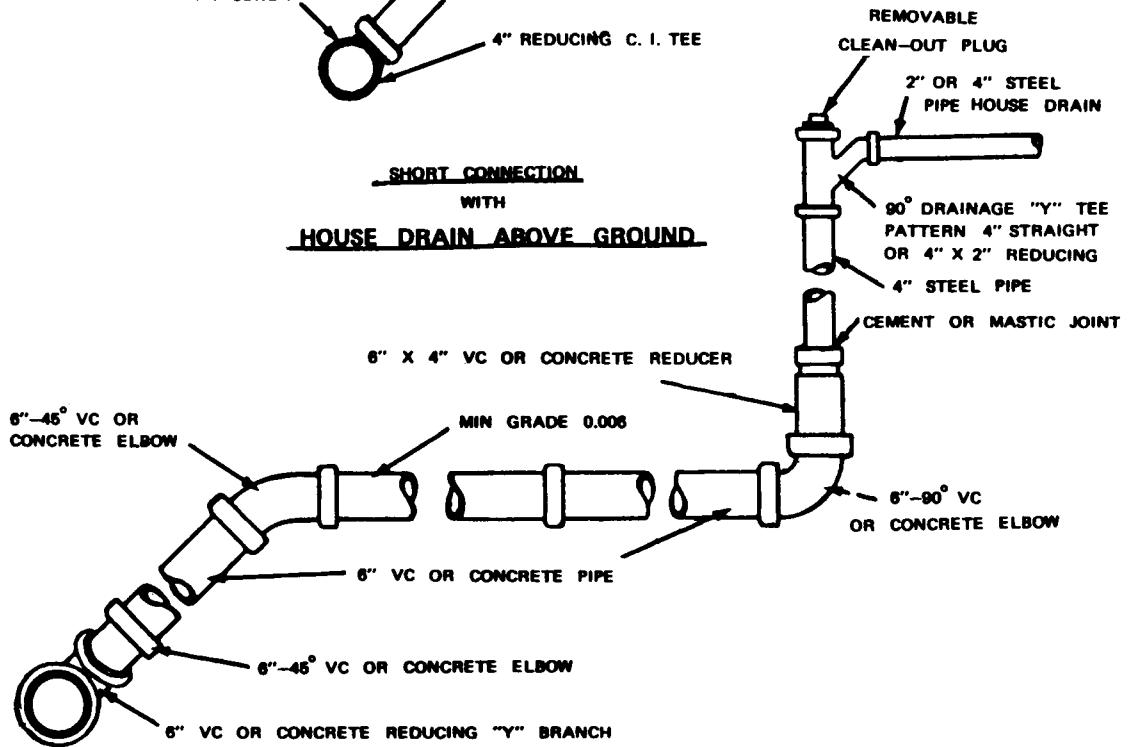 4" REDUCING C. I. TEE
REMOVABLE
CLEAN-OUT PLUG
2" OR 4" STEEL
PIPE HOUSE DRAIN
SHORT CONNECTION
WITH
HOUSE DRAIN ABOVE GROUND
90° DRAINAGE "Y" TEE
PATTERN 4" STRAIGHT
OR 4" X 2" REDUCING
4" STEEL PIPE
CEMENT OR MASTIC JOINT
6" X 4" VC OR CONCRETE REDUCER
6"-45° VC OR
CONCRETE ELBOW
MIN GRADE 0.006
6"-90° VC
OR CONCRETE ELBOW
6" VC OR CONCRETE PIPE
6"-45° VC OR CONCRETE ELBOW
6" VC OR CONCRETE REDUCING "Y" BRANCH